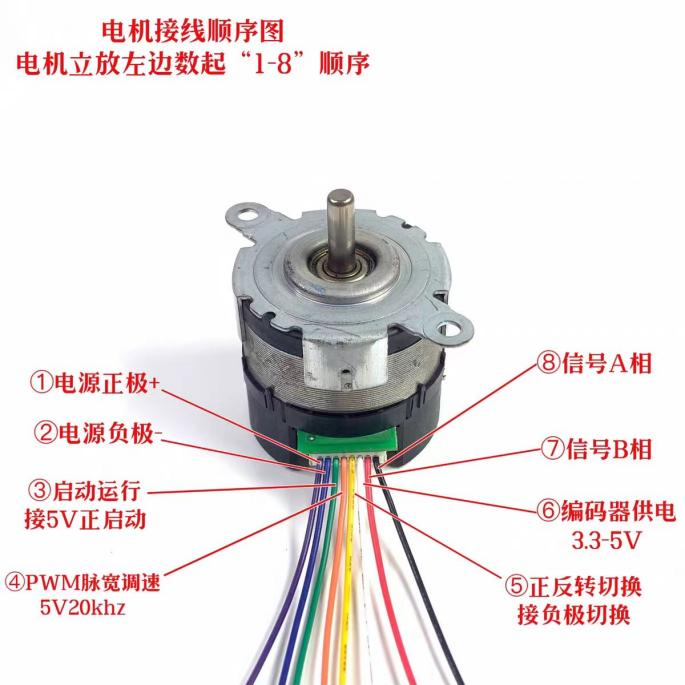 电机接线顺序图
电机立放左边数起“1-8”顺序
①电源正极+
②电源负极-
③启动运行
接5V正启动
④PWM脉宽调速
5V20khz
⑧信号A相
⑦信号B相
⑥编码器供电
3.3-5V
⑤正反转切换
接负极切换